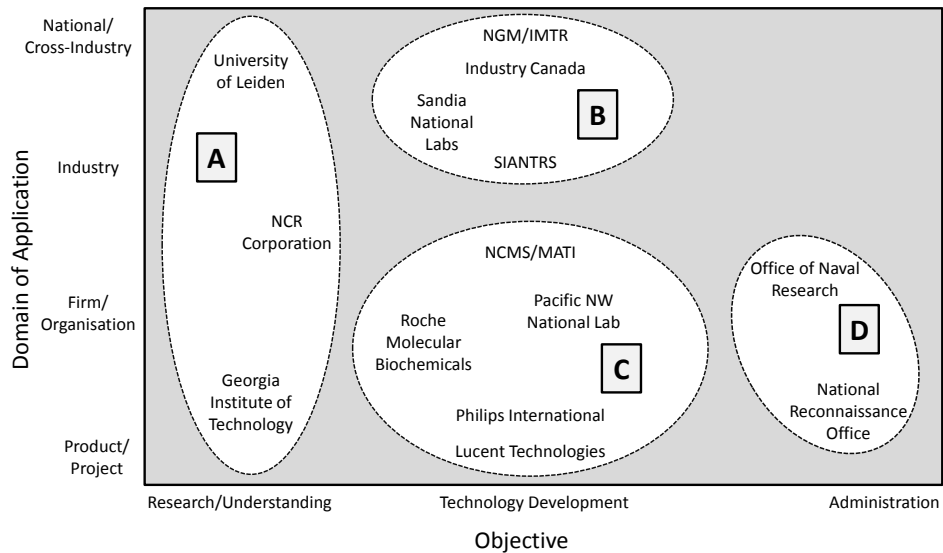 National/
Cross-Industry
Industry
Firm/
Organisation
Product/
Project
Domain of Application
University
of Leiden
A
NCR
Corporation
Georgia
Institute of
Technology
NGM/IMTR
Industry Canada
Sandia
National
Labs
B
SIANTRS
NCMS/MATI
Pacific NW
National Lab
Roche
Molecular
Biochemicals
C
Philips International
Lucent Technologies
Office of Naval
Research
D
National
Reconnaissance
Office
Research/Understanding
Technology Development
Administration
Objective